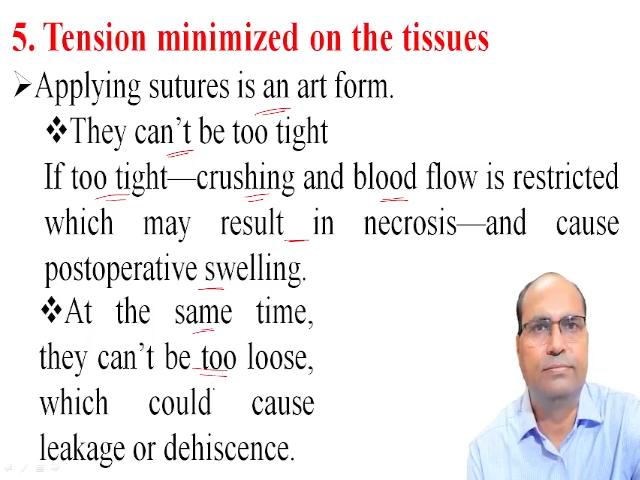 5. Tension minimized on the tissues
➢Applying sutures is an art form.
❖They can't be too tight
If too tight—crushing and blood flow is restricted
which may result in necrosis—and cause
postoperative swelling.
❖At the same time,
they can't be too loose,
which could cause
leakage or dehiscence.